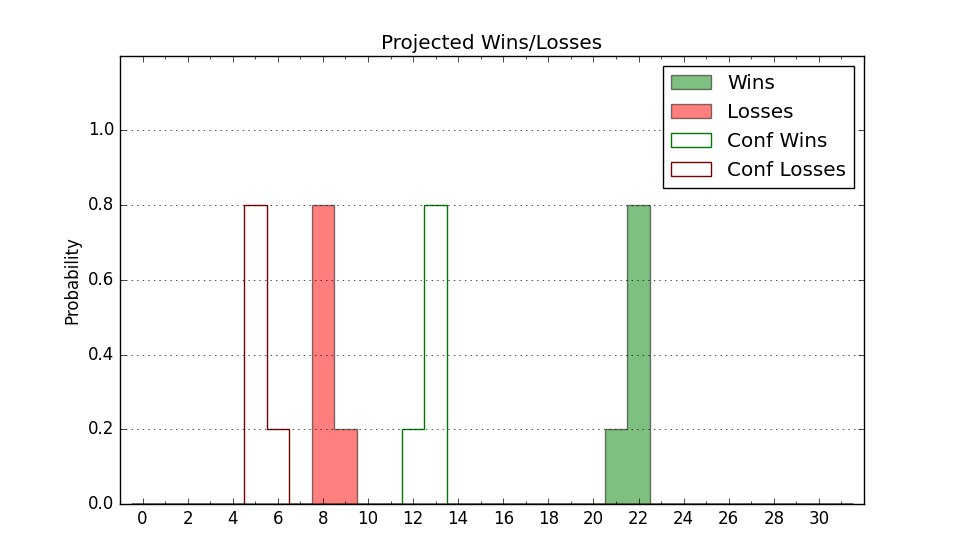 Projected Wins/Losses
Wins
Losses
Conf Wins
Conf Losses
Probability
1.0
0.8
0.6
0.4
0.2
0.0
0 2 4 6 8 10 12 14 16 18 20 22 24 26 28 30